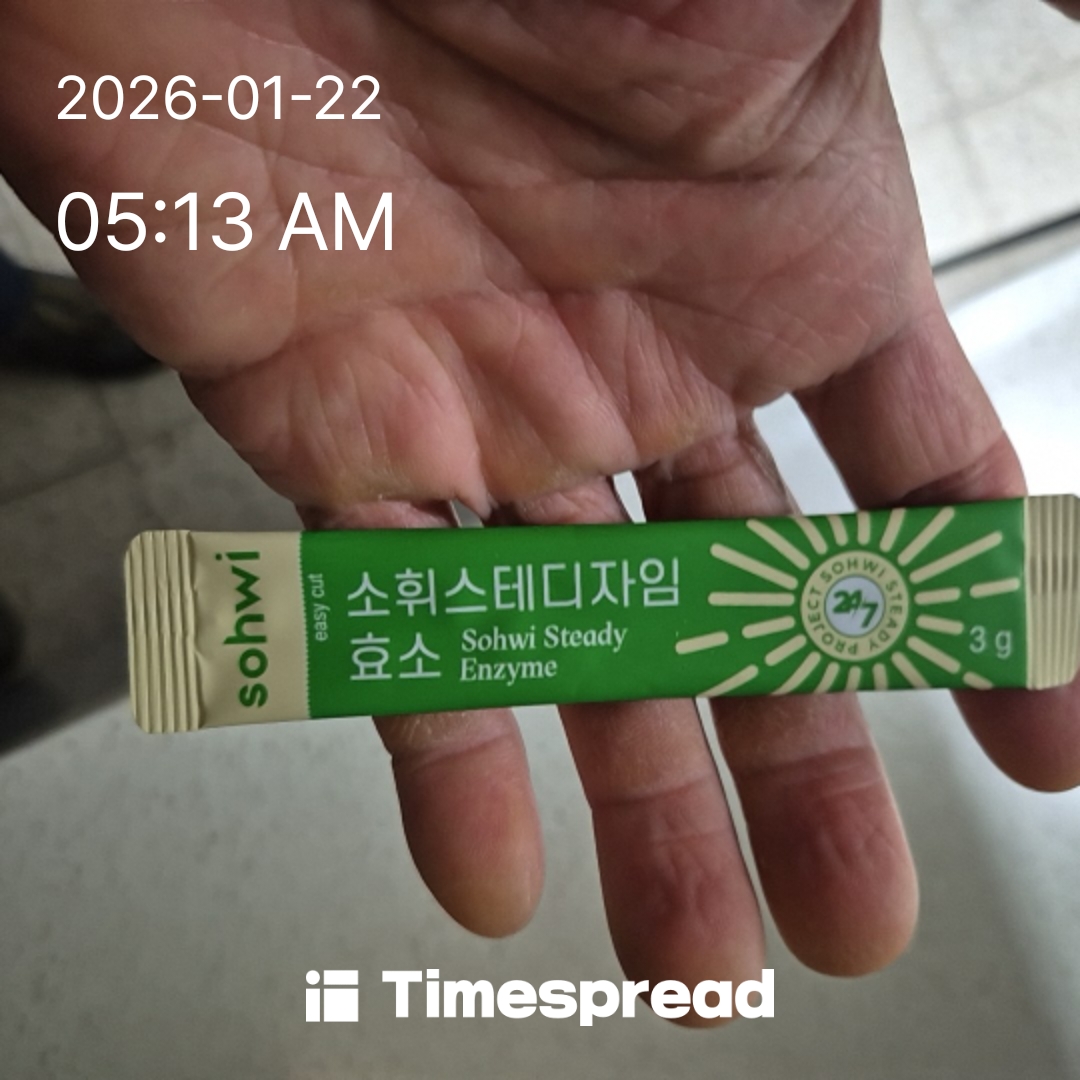 2026-01-22
05:13 AM
sohwi
easy cut
소휘스테디자임
효소
Sohwi Steady
Enzyme
SOHWI STEADY PROJECT
24/7
3 g
Timespread